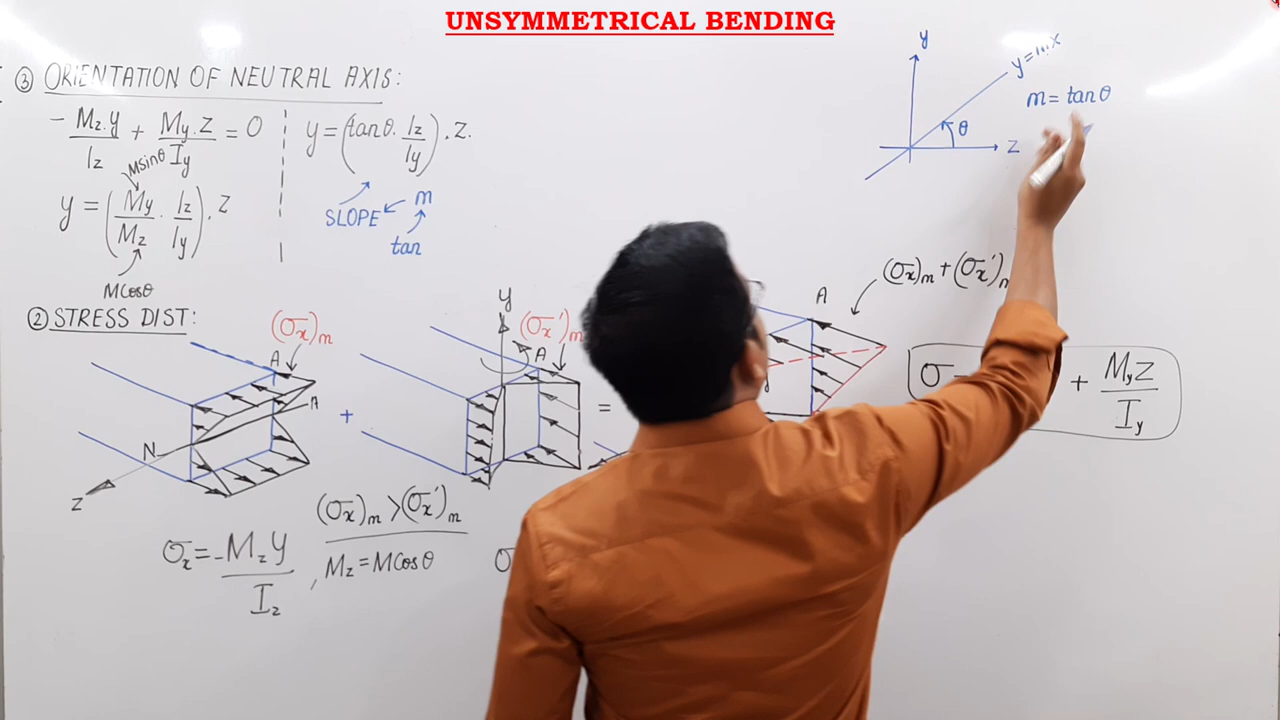 UNSYMMETRICAL BENDING
③ ORIENTATION OF NEUTRAL AXIS:
- Mz.y/Iz + My.Z/Iy = 0
y = (tanθ. Iz/Iy).z.
Msinθ
y = (My/Mz . Iz/Iy).z
MCosθ
SLOPE ← m
tan
y
y=mx
m = tanθ
θ
z
② STRESS DIST:
(σx)m
A
A
N
z
+
y
(σx')m
A
=
A
(σx)m + (σx')m
σ
+ MyZ/Iy
σx = -MzY/Iz
(σx)m > (σx')m
, Mz = MCosθ
σ